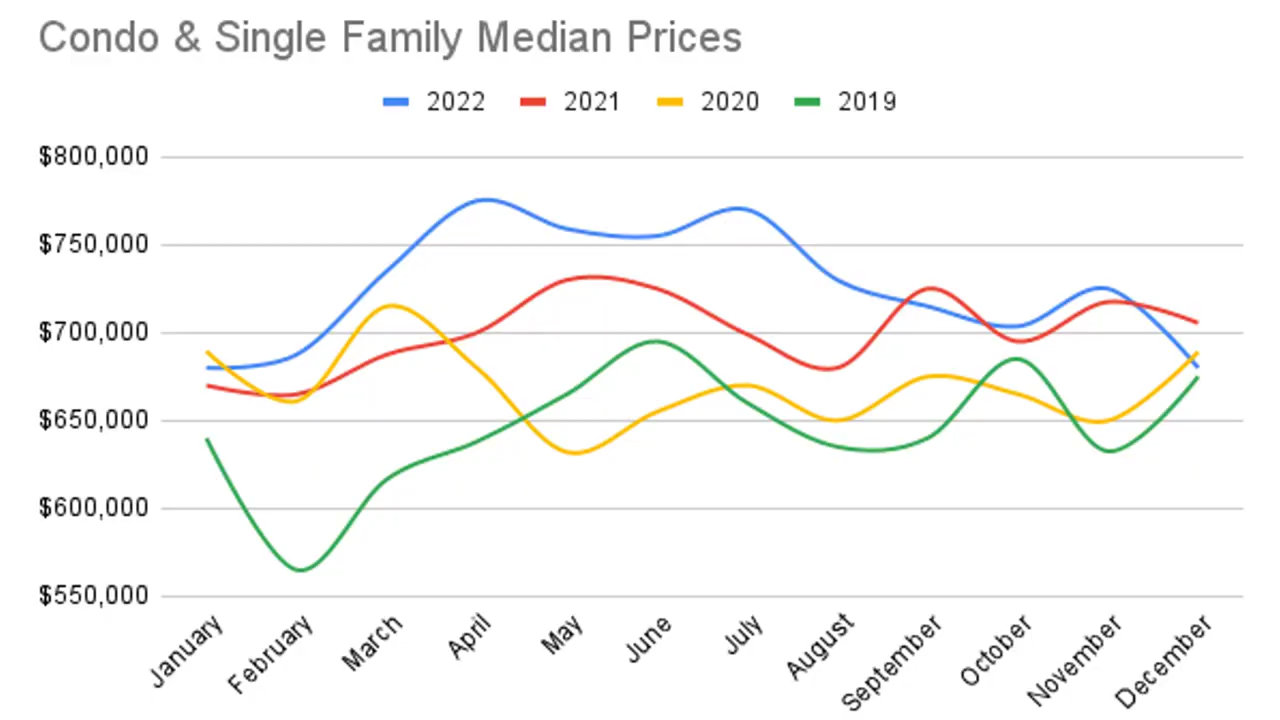 Condo & Single Family Median Prices
2022 2021 2020 2019
$800,000
$750,000
$700,000
$650,000
$600,000
$550,000
January February March April May June July August September October November December